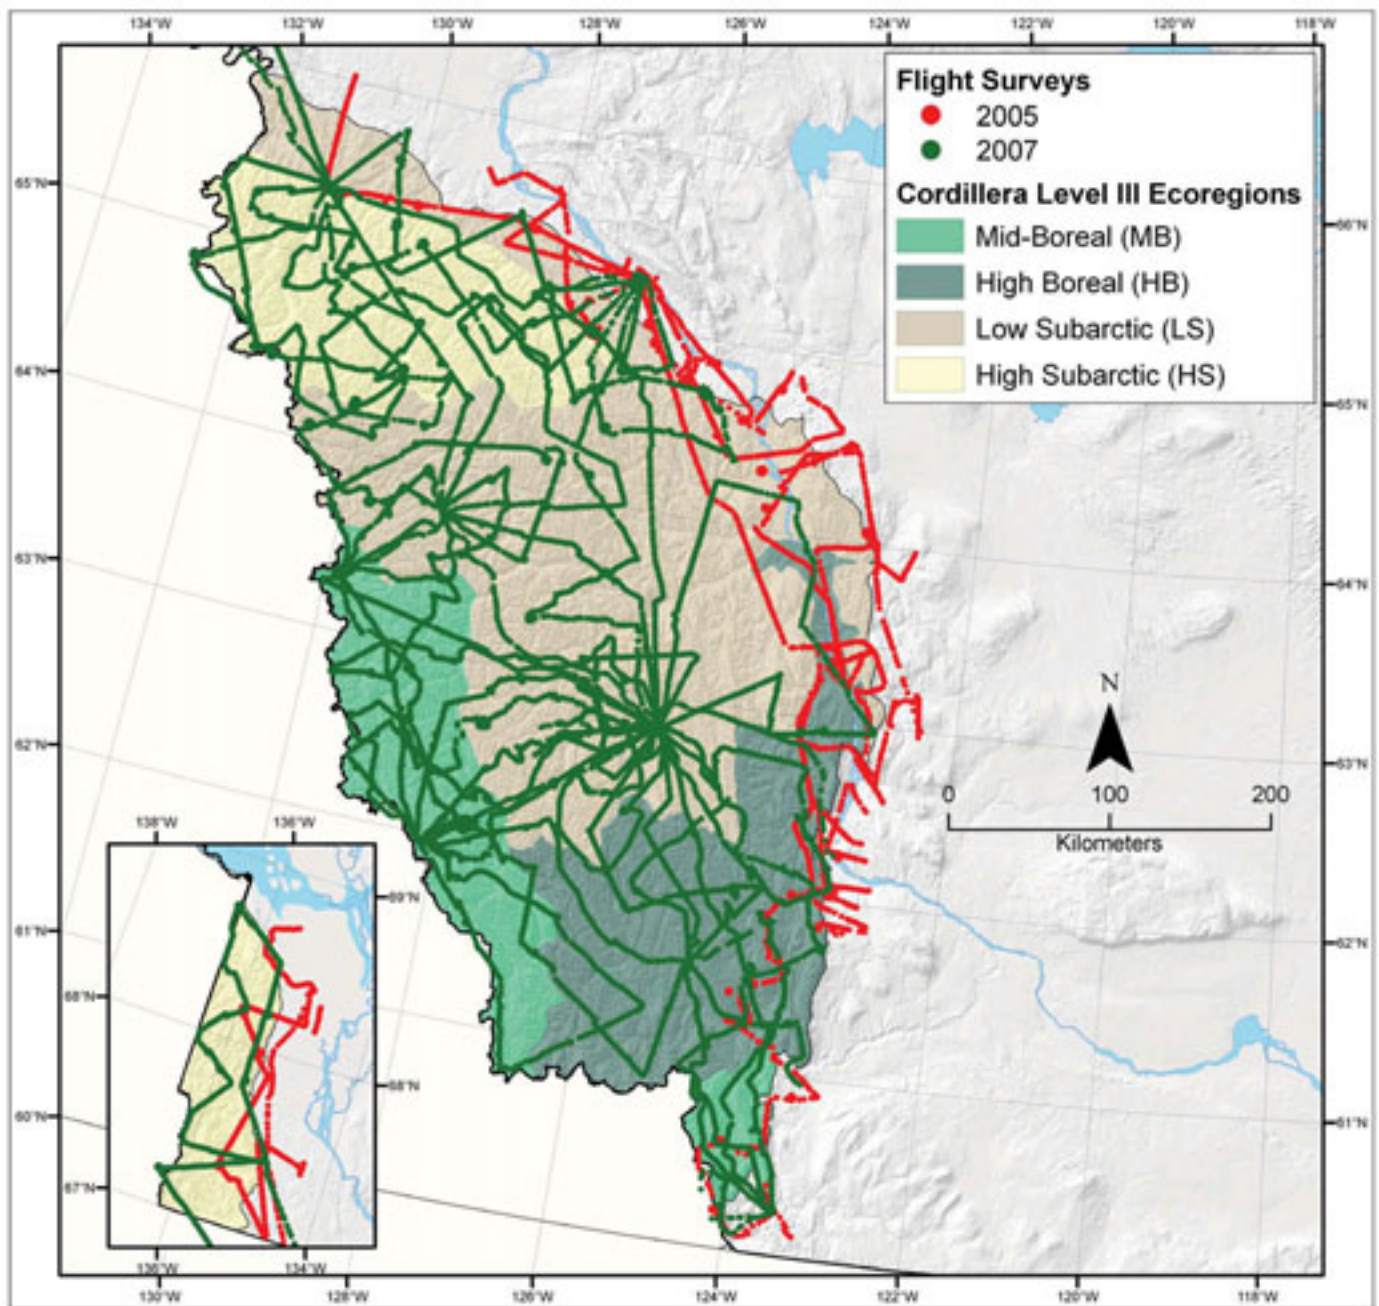 134°W 132°W 130°W 128°W 126°W 124°W 122°W 120°W 118°W
Flight Surveys
2005
2007
Cordillera Level III Ecoregions
Mid-Boreal (MB)
High Boreal (HB)
Low Subarctic (LS)
High Subarctic (HS)
65°N
64°N
63°N
62°N
61°N
60°N
66°N
65°N
64°N
63°N
62°N
61°N
N
0 100 200
Kilometers
138°W 136°W
69°N
68°N
68°N
67°N
136°W 134°W
130°W 128°W 126°W 124°W 122°W 120°W 118°W